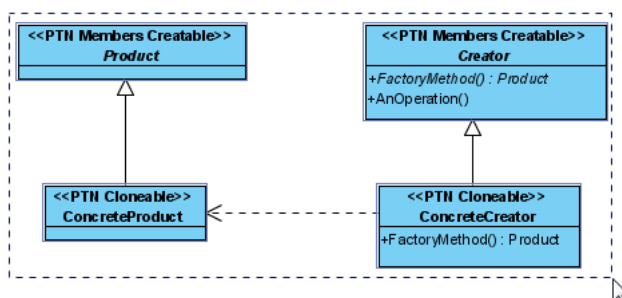 <<PTN Members Creatable>>
Product
<<PTN Members Creatable>>
Creator
+FactoryMethod() : Product
+AnOperation()
<<PTN Cloneable>>
ConcreteProduct
<<PTN Cloneable>>
ConcreteCreator
+FactoryMethod() : Product